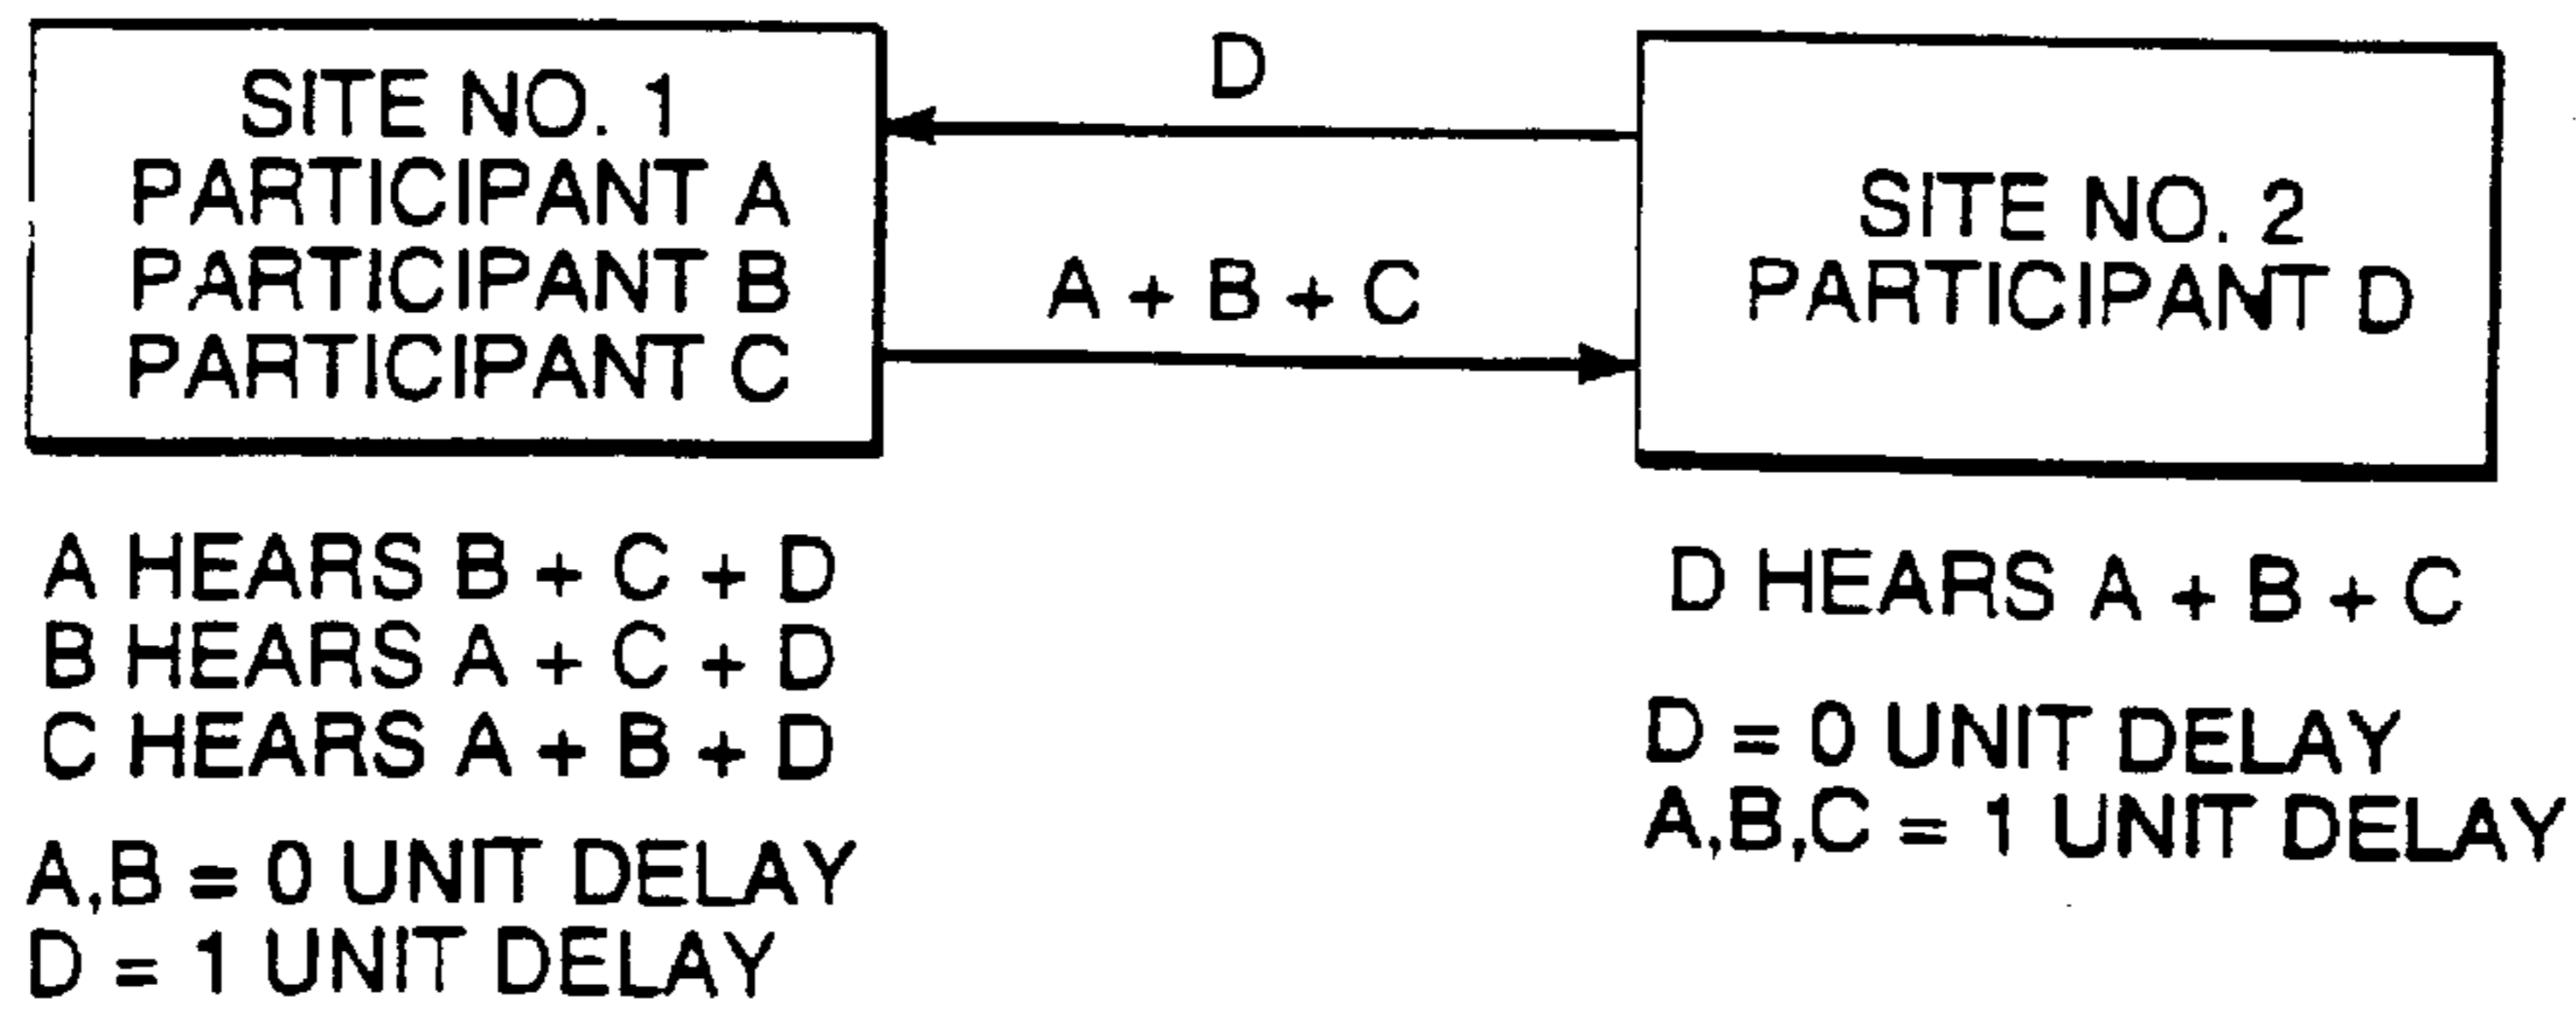 SITE NO. 1
PARTICIPANT A
PARTICIPANT B
PARTICIPANT C
D
A + B + C
SITE NO. 2
PARTICIPANT D
A HEARS B + C + D
B HEARS A + C + D
C HEARS A + B + D
A,B = 0 UNIT DELAY
D = 1 UNIT DELAY
D HEARS A + B + C
D = 0 UNIT DELAY
A,B,C = 1 UNIT DELAY